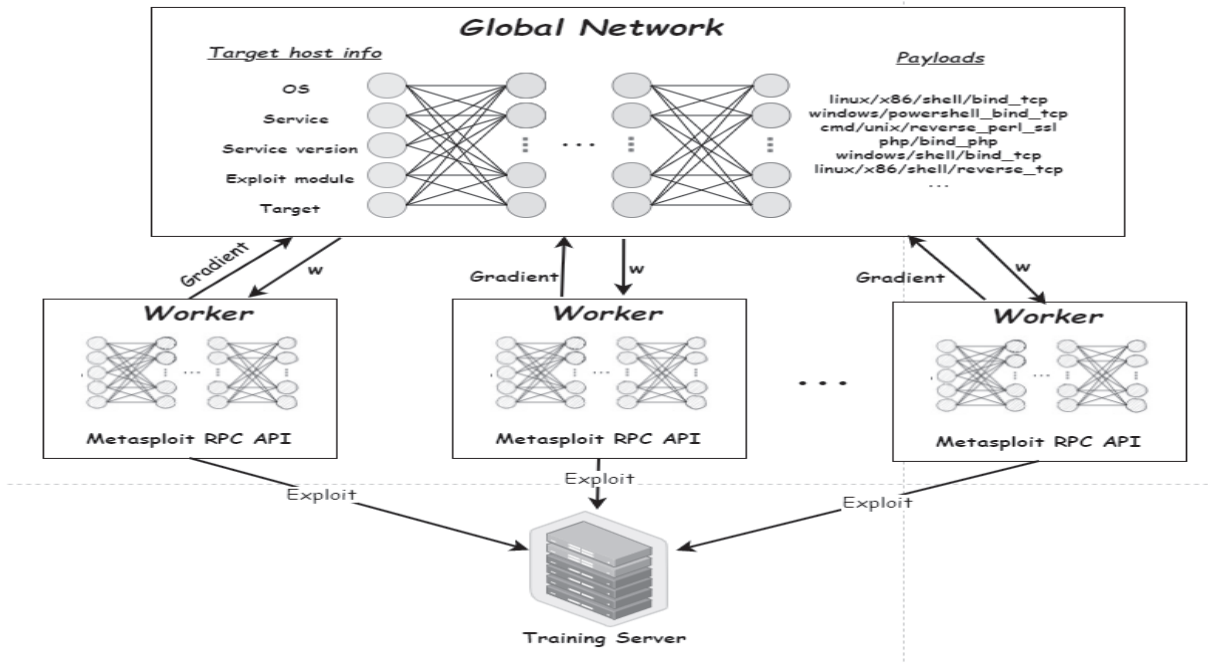 Global Network
Target host info
OS
Service
Service version
Exploit module
Target
...
Payloads
linux/x86/shell/bind_tcp
windows/powershell_bind_tcp
cmd/unix/reverse_perl_ssl
php/bind_php
windows/shell/bind_tcp
linux/x86/shell/reverse_tcp
...
Gradient
w
Gradient
w
Gradient
w
Worker
...
Metasploit RPC API
Worker
...
Metasploit RPC API
...
Worker
...
Metasploit RPC API
Exploit
Exploit
Exploit
Training Server